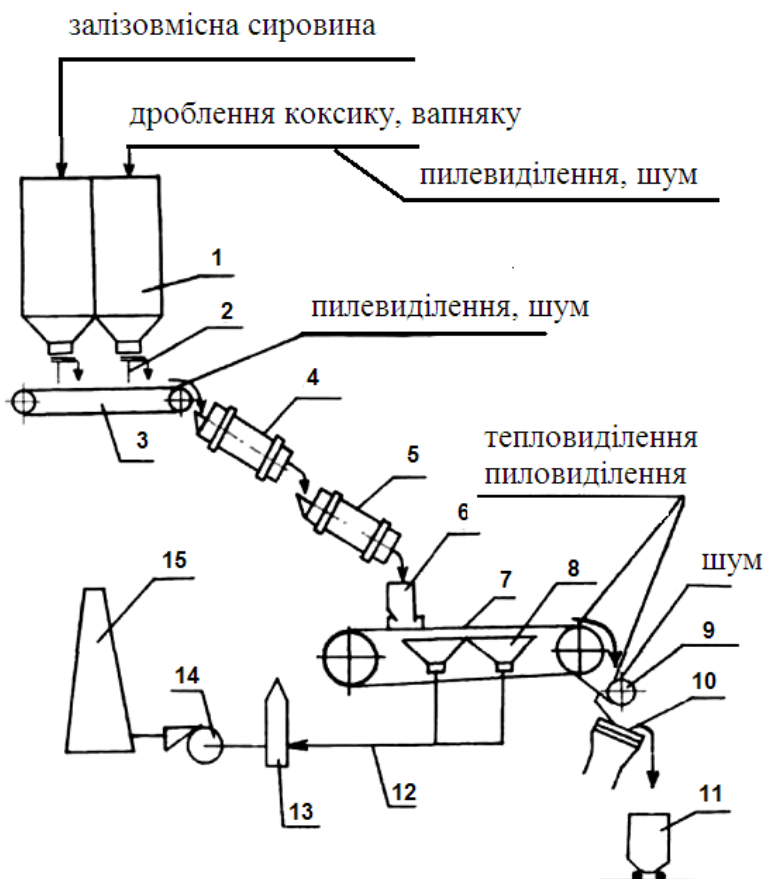 залізовмісна сировина
дроблення коксику, вапняку
пилевиділення, шум
1
2
пилевиділення, шум
3
4
5
тепловиділення
пиловиділення
6
7
8
шум
9
10
15
14
13
12
11